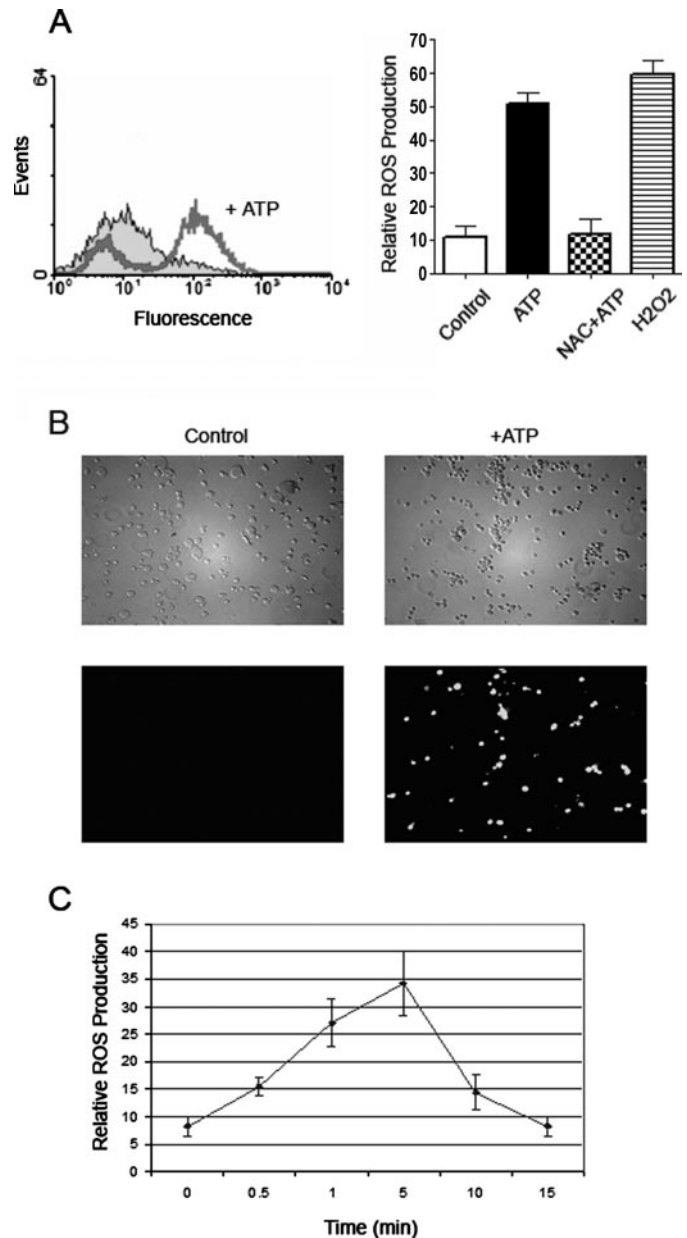 A
64
Events
0
+ ATP
10⁰ 10¹ 10² 10³ 10⁴
Fluorescence
Relative ROS Production
70
60
50
40
30
20
10
0
Control
ATP
NAC+ATP
H2O2
B
Control
+ATP
C
Relative ROS Production
45
40
35
30
25
20
15
10
5
0
0 0.5 1 5 10 15
Time (min)